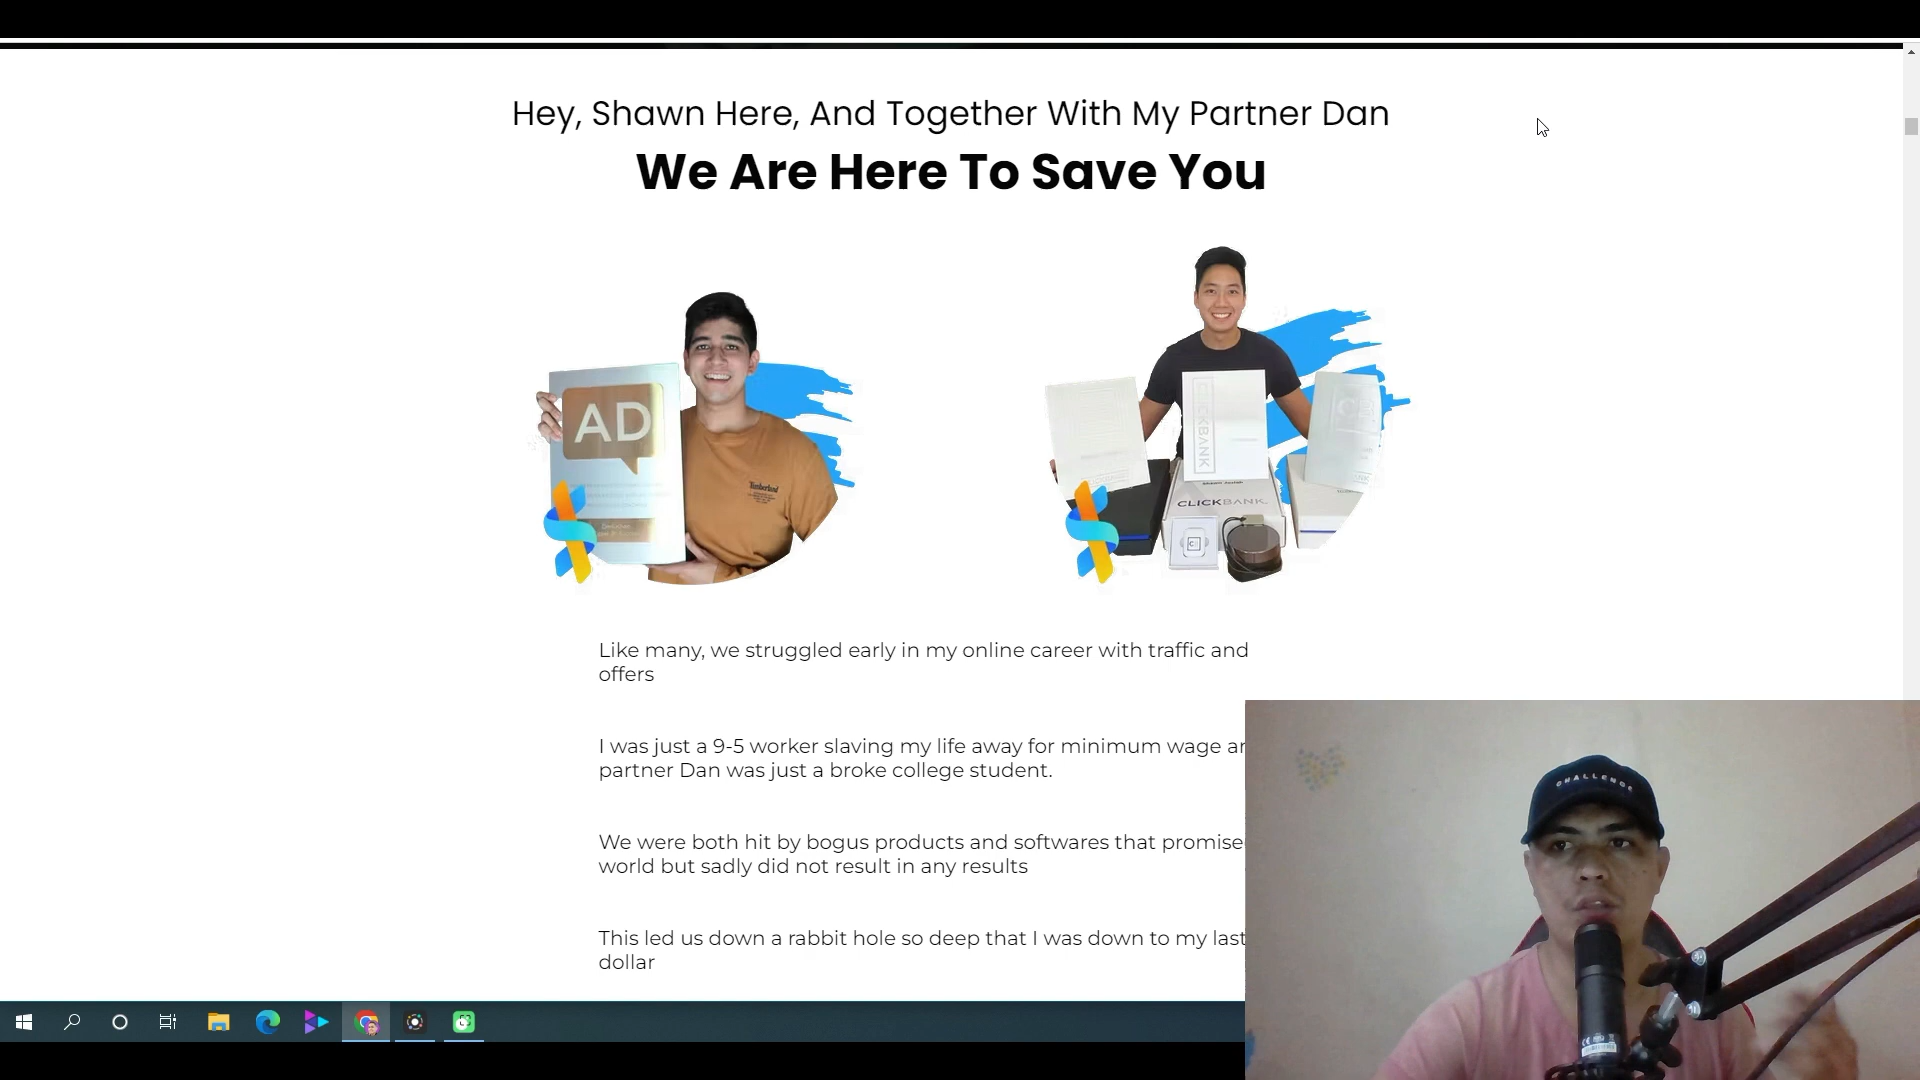 Hey, Shawn Here, And Together With My Partner Dan
We Are Here To Save You
AD
Timberland
CLICKBANK
CLICKBANK.
Like many, we struggled early in my online career with traffic and
offers
I was just a 9-5 worker slaving my life away for minimum wage
partner Dan was just a broke college student.
We were both hit by bogus products and softwares that promise
world but sadly did not result in any results
This led us down a rabbit hole so deep that I was down to my last
dollar
CHALLENGE